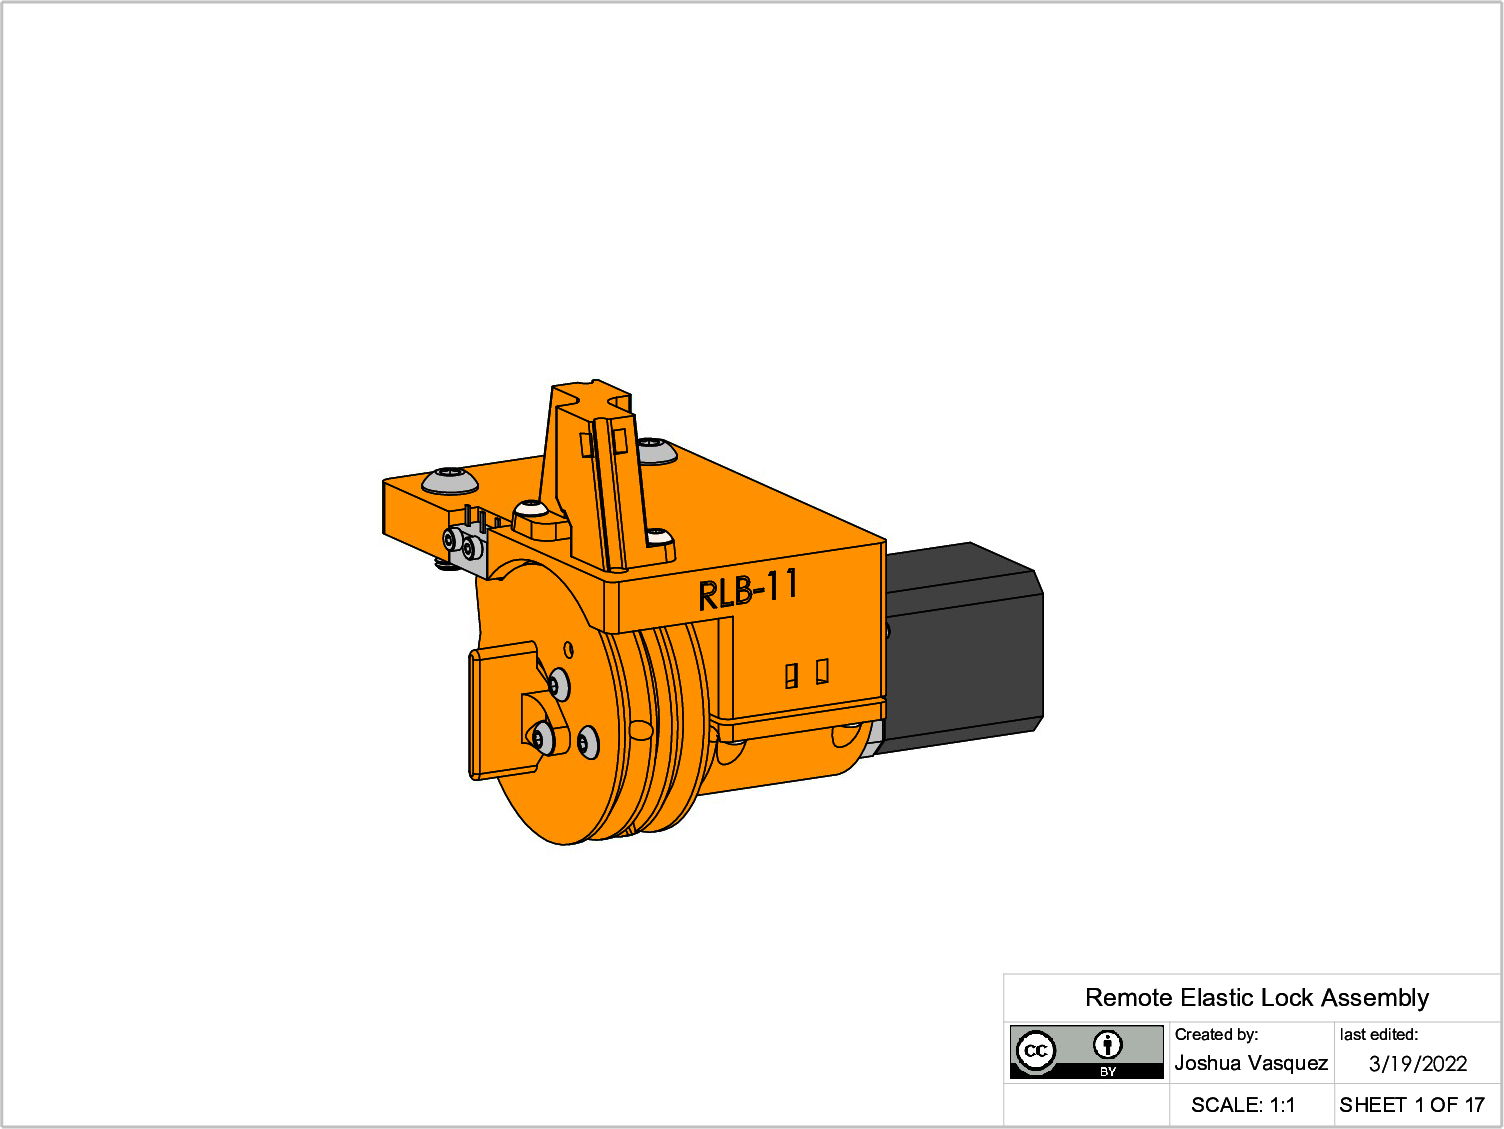 RLB-11
Remote Elastic Lock Assembly
cc
BY
Created by:
Joshua Vasquez
last edited:
3/19/2022
SCALE: 1:1
SHEET 1 OF 17